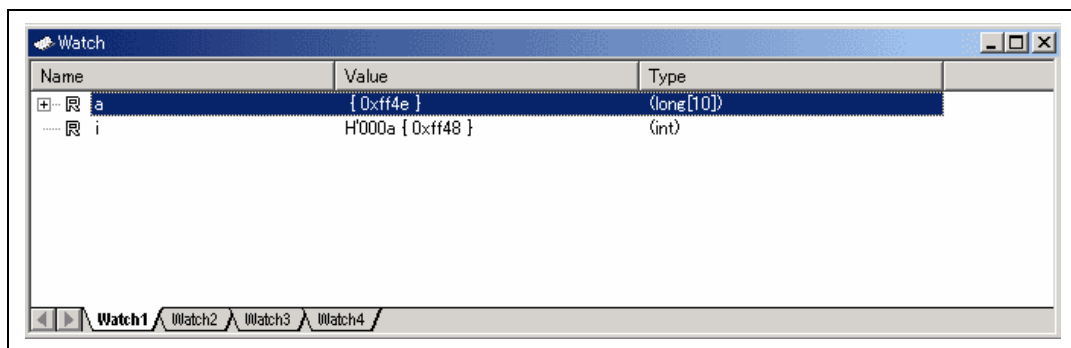 Watch
Name Value Type
R a { 0xff4e } (long[10])
R i H'000a { 0xff48 } (int)
Watch1 Watch2 Watch3 Watch4